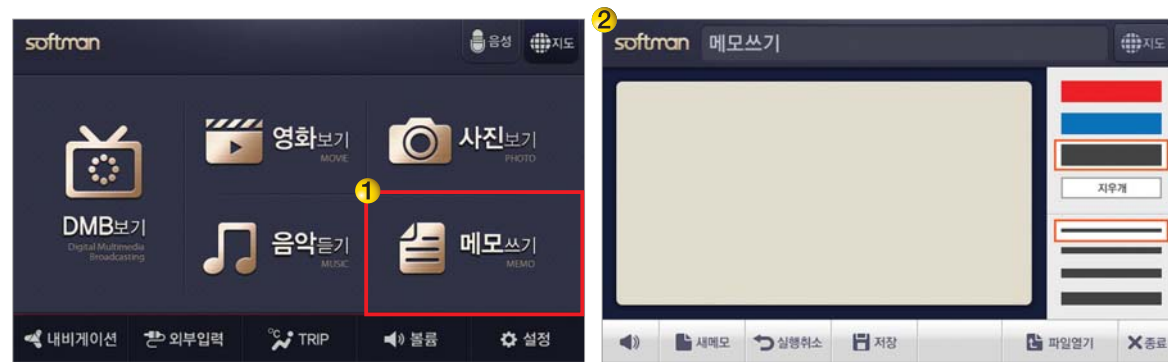 softman
음성
지도
영화보기
MOVIE
사진보기
PHOTO
DMB보기
Digital Multimedia
Broadcasting
1
음악듣기
MUSIC
메모쓰기
MEMO
내비게이션
외부입력
°C
TRIP
볼륨
설정
2
softman
메모쓰기
지도
지우개
새메모
실행취소
저장
파일열기
종료